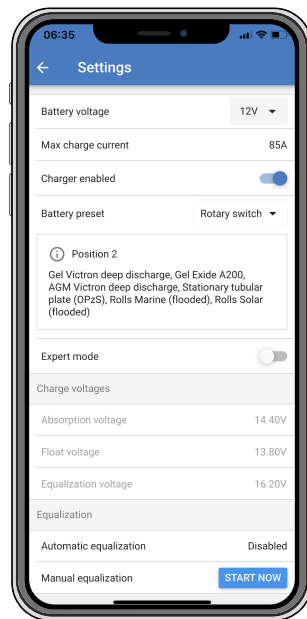 06:35
Settings
Battery voltage 12V
Max charge current 85A
Charger enabled
Battery preset Rotary switch
Position 2
Gel Victron deep discharge, Gel Exide A200,
AGM Victron deep discharge, Stationary tubular
plate (OPzS), Rolls Marine (flooded), Rolls Solar
(flooded)
Expert mode
Charge voltages
Absorption voltage 14.40V
Float voltage 13.80V
Equalization voltage 16.20V
Equalization
Automatic equalization Disabled
Manual equalization START NOW